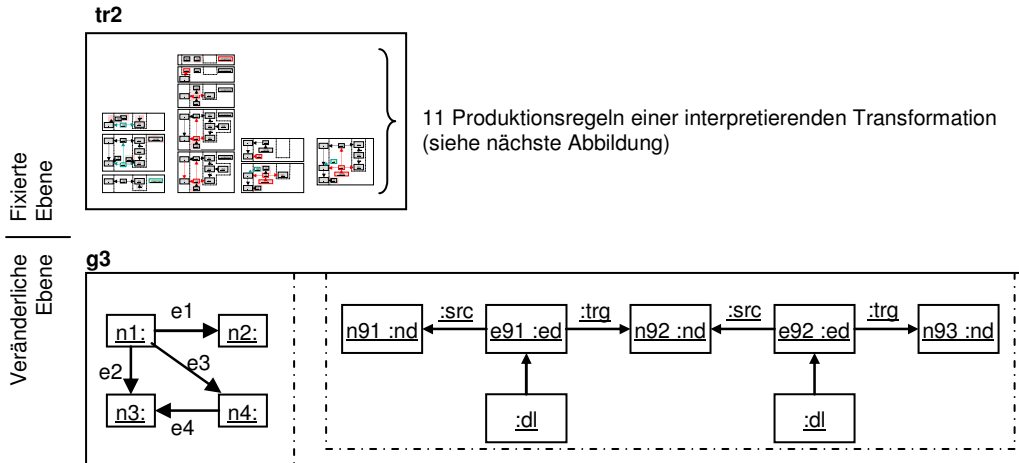 tr2
11 Produktionsregeln einer interpretierenden Transformation
(siehe nächste Abbildung)
Fixierte
Ebene
Veränderliche
Ebene
g3
e1
n1:
n2:
e2
e3
n3:
n4:
e4
:src
:trg
:src
:trg
n91 :nd
e91 :ed
n92 :nd
e92 :ed
n93 :nd
:dl
:dl